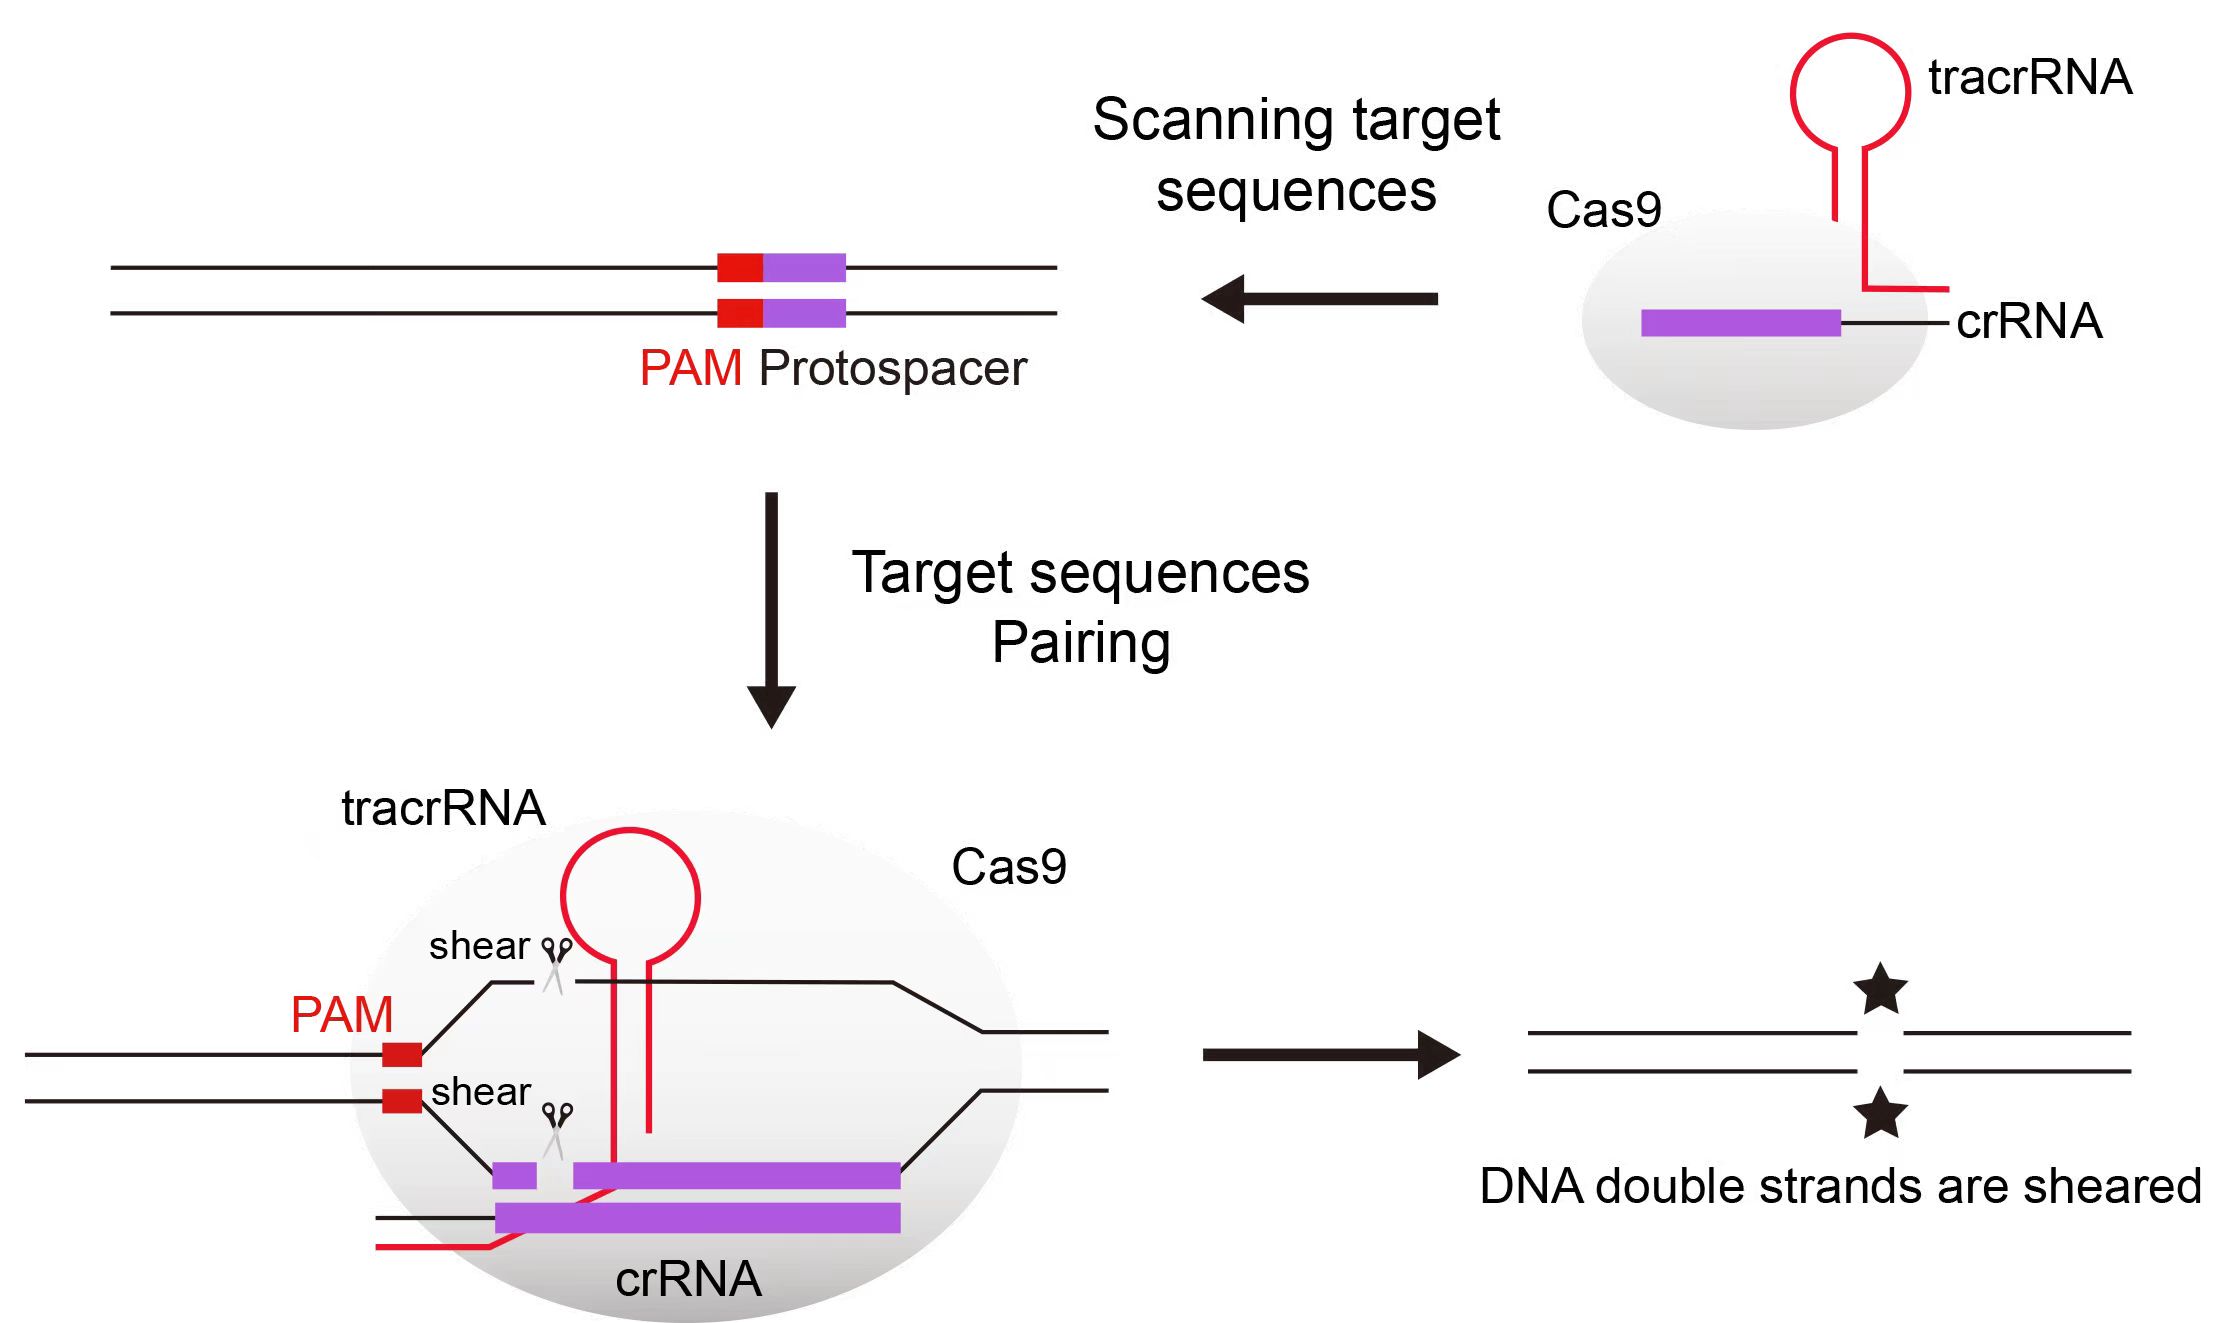 tracrRNA
Scanning target
sequences
Cas9
crRNA
PAM Protospacer
Target sequences
Pairing
tracrRNA
Cas9
shear
PAM
shear
DNA double strands are sheared
crRNA